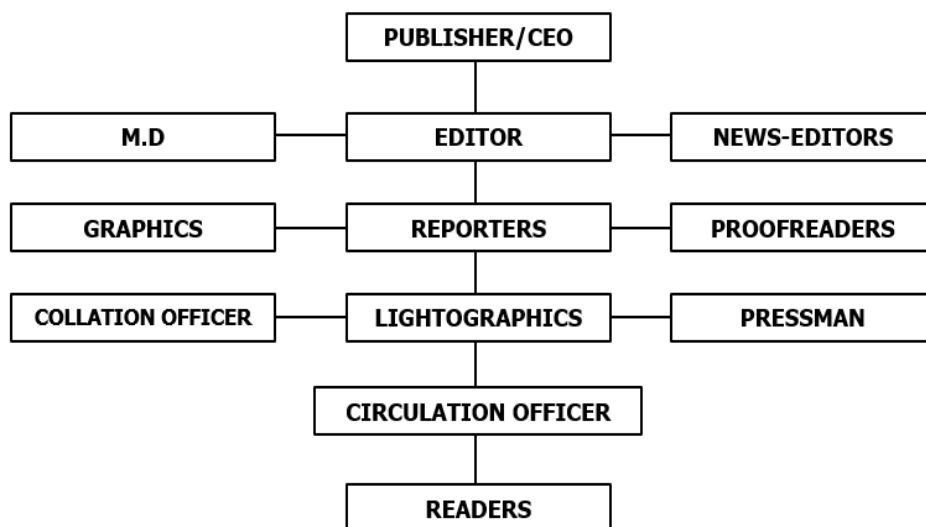 PUBLISHER/CEO
M.D
EDITOR
NEWS-EDITORS
GRAPHICS
REPORTERS
PROOFREADERS
COLLATION OFFICER
LIGHTOGRAPHICS
PRESSMAN
CIRCULATION OFFICER
READERS